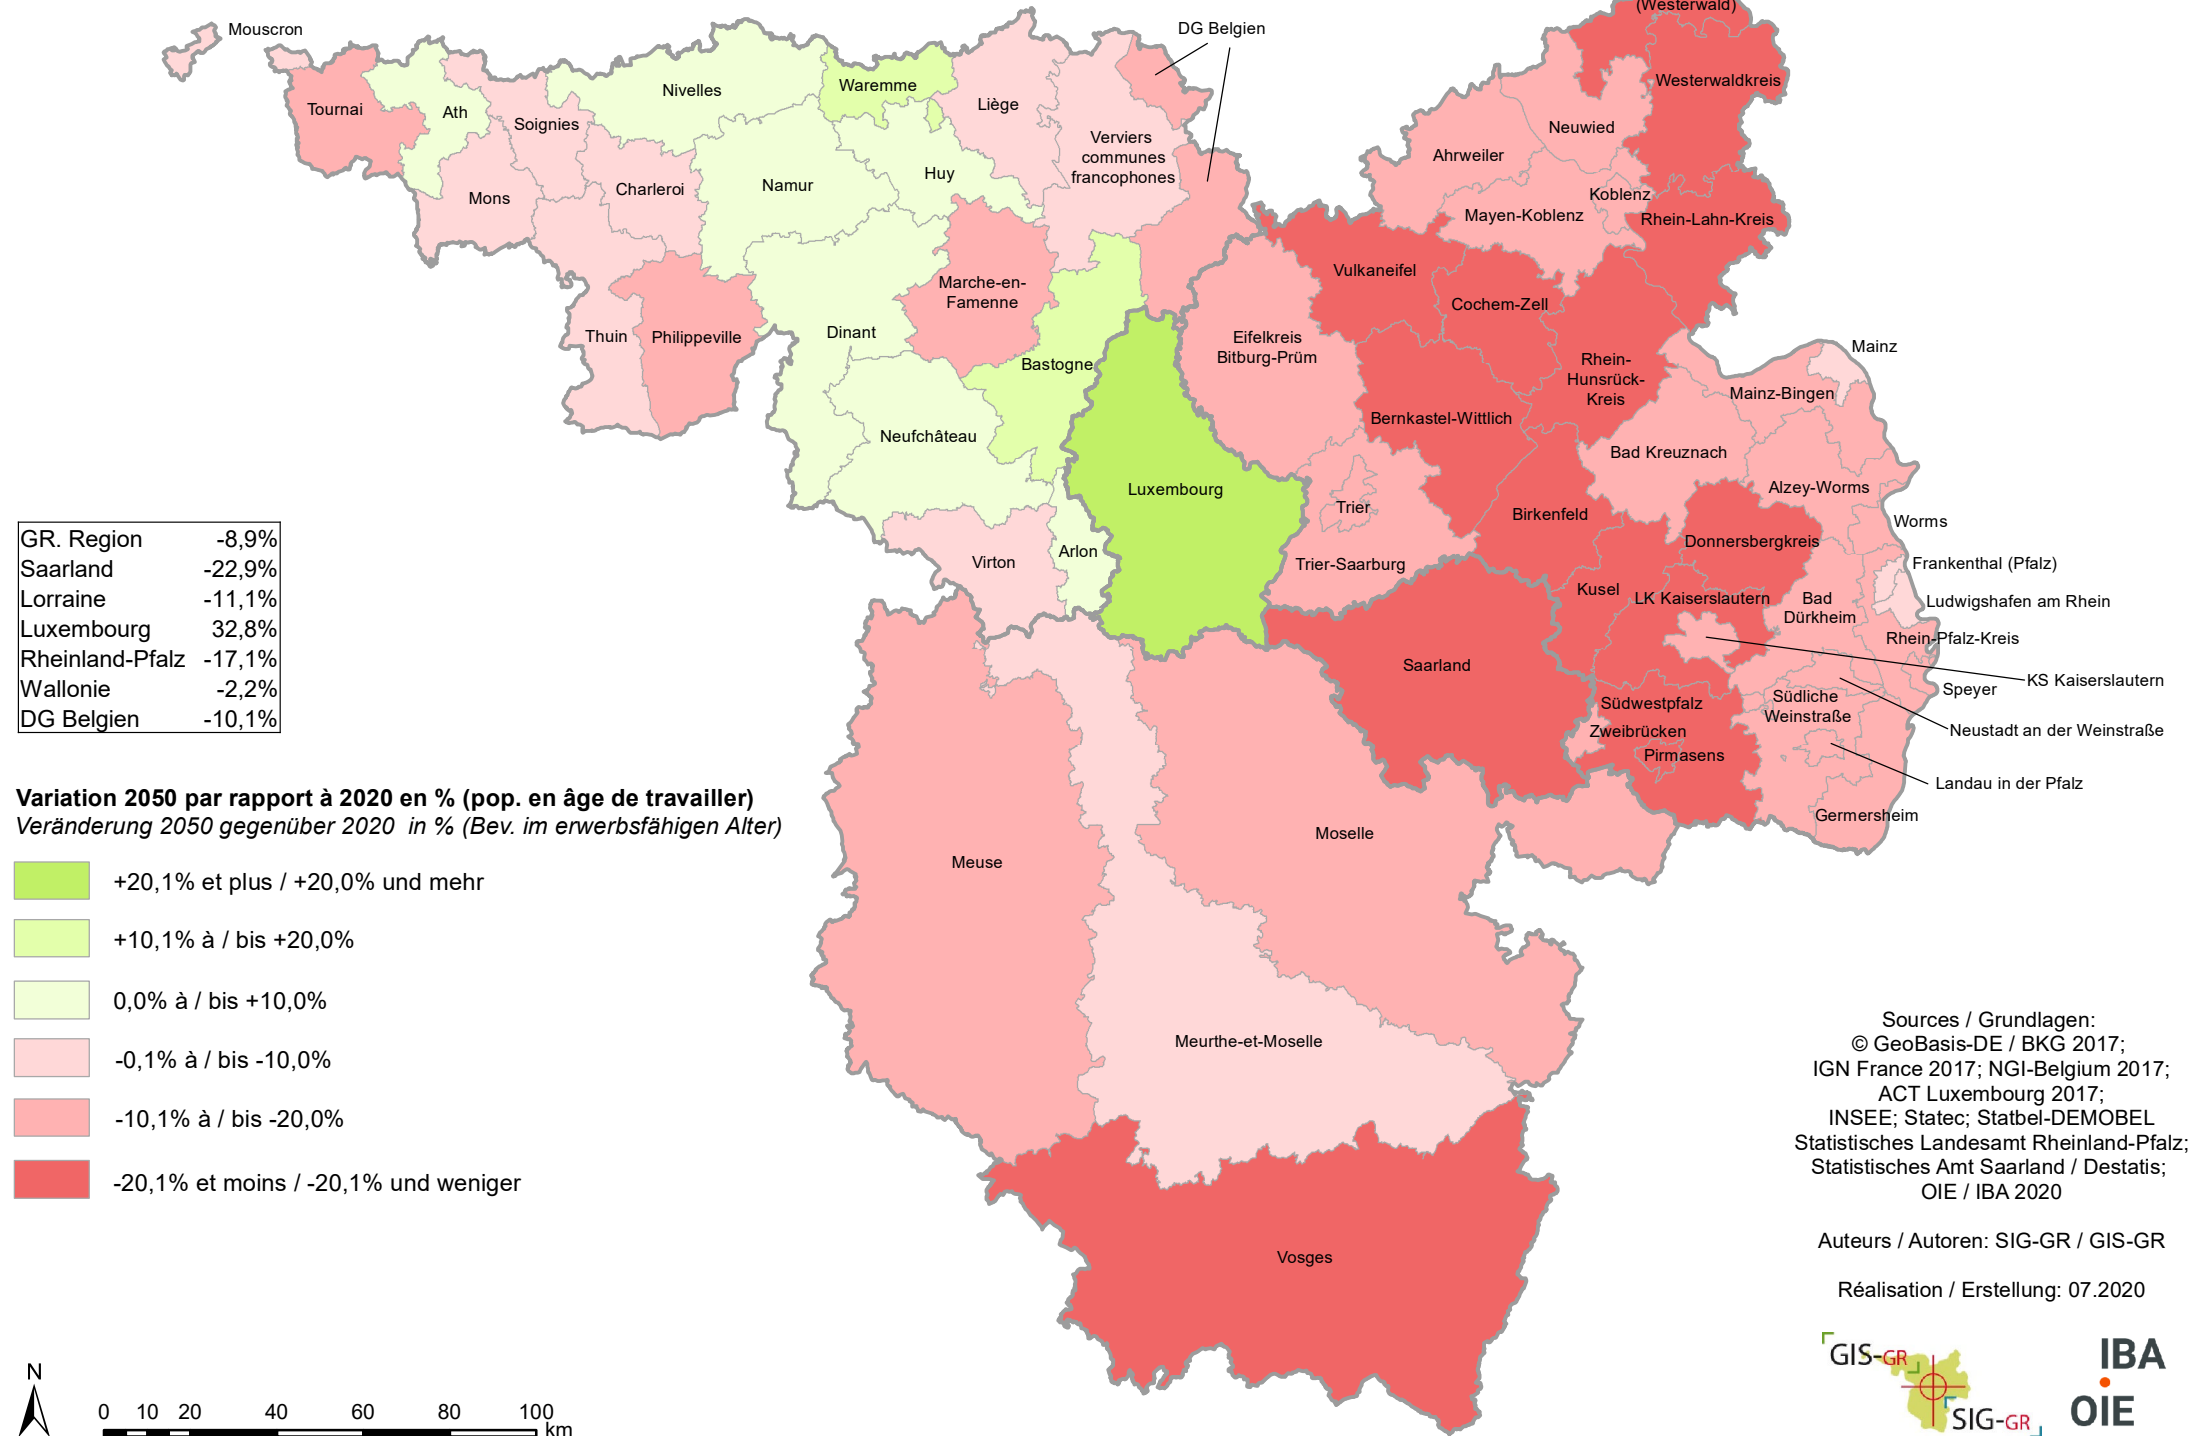 (Westerwald)
Mouscron
DG Belgien
Westerwaldkreis
Nivelles
Waremme
Tournai
Ath
Liège
Soignies
Neuwied
Verviers
communes
francophones
Ahrweiler
Huy
Namur
Charleroi
Mons
Koblenz
Mayen-Koblenz
Rhein-Lahn-Kreis
Vulkaneifel
Marche-en-
Famenne
Cochem-Zell
Thuin
Philippeville
Dinant
Eifelkreis
Bitburg-Prüm
Mainz
Bastogne
Rhein-
Hunsrück-
Kreis
Mainz-Bingen
Bernkastel-Wittlich
Neufchâteau
Bad Kreuznach
Luxembourg
Alzey-Worms
Trier
Birkenfeld
Worms
Donnersbergkreis
Arlon
Virton
Trier-Saarburg
Frankenthal (Pfalz)
Kusel
LK Kaiserslautern
Bad
Dürkheim
Ludwigshafen am Rhein
Rhein-Pfalz-Kreis
Saarland
KS Kaiserslautern
Speyer
Südwestpfalz
Südliche
Weinstraße
Zweibrücken
Neustadt an der Weinstraße
Pirmasens
Landau in der Pfalz
Germersheim
Moselle
Meuse
Meurthe-et-Moselle
Vosges
GR. Region -8,9%
Saarland -22,9%
Lorraine -11,1%
Luxembourg 32,8%
Rheinland-Pfalz -17,1%
Wallonie -2,2%
DG Belgien -10,1%
Variation 2050 par rapport à 2020 en % (pop. en âge de travailler)
Veränderung 2050 gegenüber 2020 in % (Bev. im erwerbsfähigen Alter)
+20,1% et plus / +20,0% und mehr
+10,1% à / bis +20,0%
0,0% à / bis +10,0%
-0,1% à / bis -10,0%
-10,1% à / bis -20,0%
-20,1% et moins / -20,1% und weniger
Sources / Grundlagen:
© GeoBasis-DE / BKG 2017;
IGN France 2017; NGI-Belgium 2017;
ACT Luxembourg 2017;
INSEE; Statec; Statbel-DEMOBEL
Statistisches Landesamt Rheinland-Pfalz;
Statistisches Amt Saarland / Destatis;
OIE / IBA 2020
Auteurs / Autoren: SIG-GR / GIS-GR
Réalisation / Erstellung: 07.2020
GIS-GR
SIG-GR
IBA
OIE
N
0 10 20 40 60 80 100
km